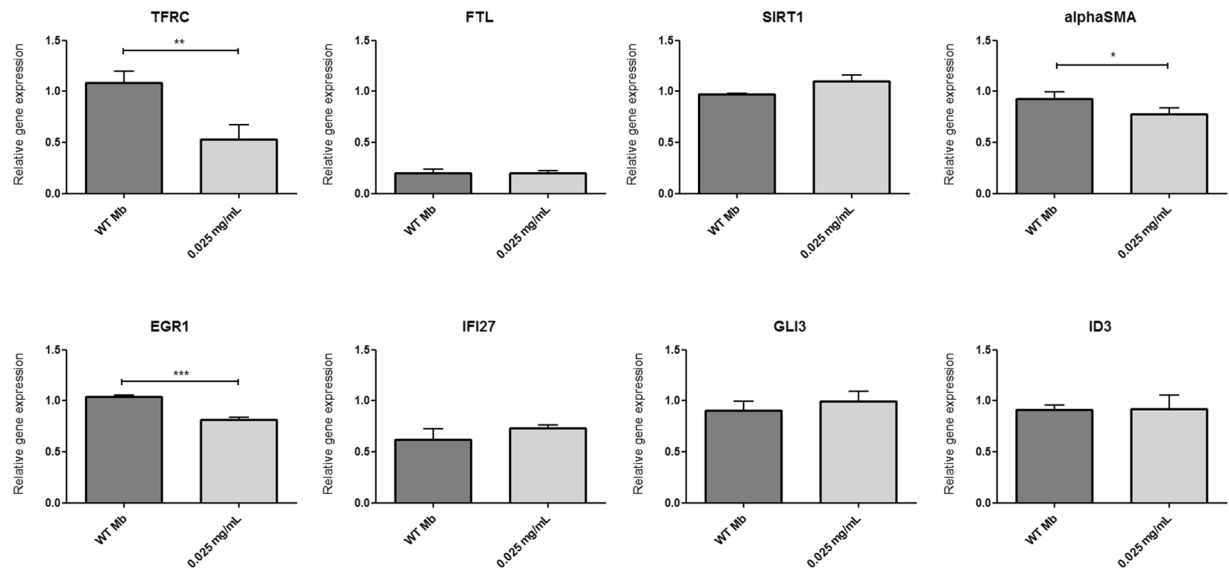 TFRC
Relative gene expression
1.5
1.0
0.5
0.0
**
WT Mb
0.025 mg/mL
FTL
Relative gene expression
1.5
1.0
0.5
0.0
WT Mb
0.025 mg/mL
SIRT1
Relative gene expression
1.5
1.0
0.5
0.0
WT Mb
0.025 mg/mL
alphaSMA
Relative gene expression
1.5
1.0
0.5
0.0
*
WT Mb
0.025 mg/mL
EGR1
Relative gene expression
1.5
1.0
0.5
0.0
***
WT Mb
0.025 mg/mL
IFI27
Relative gene expression
1.5
1.0
0.5
0.0
WT Mb
0.025 mg/mL
GLI3
Relative gene expression
1.5
1.0
0.5
0.0
WT Mb
0.025 mg/mL
ID3
Relative gene expression
1.5
1.0
0.5
0.0
WT Mb
0.025 mg/mL